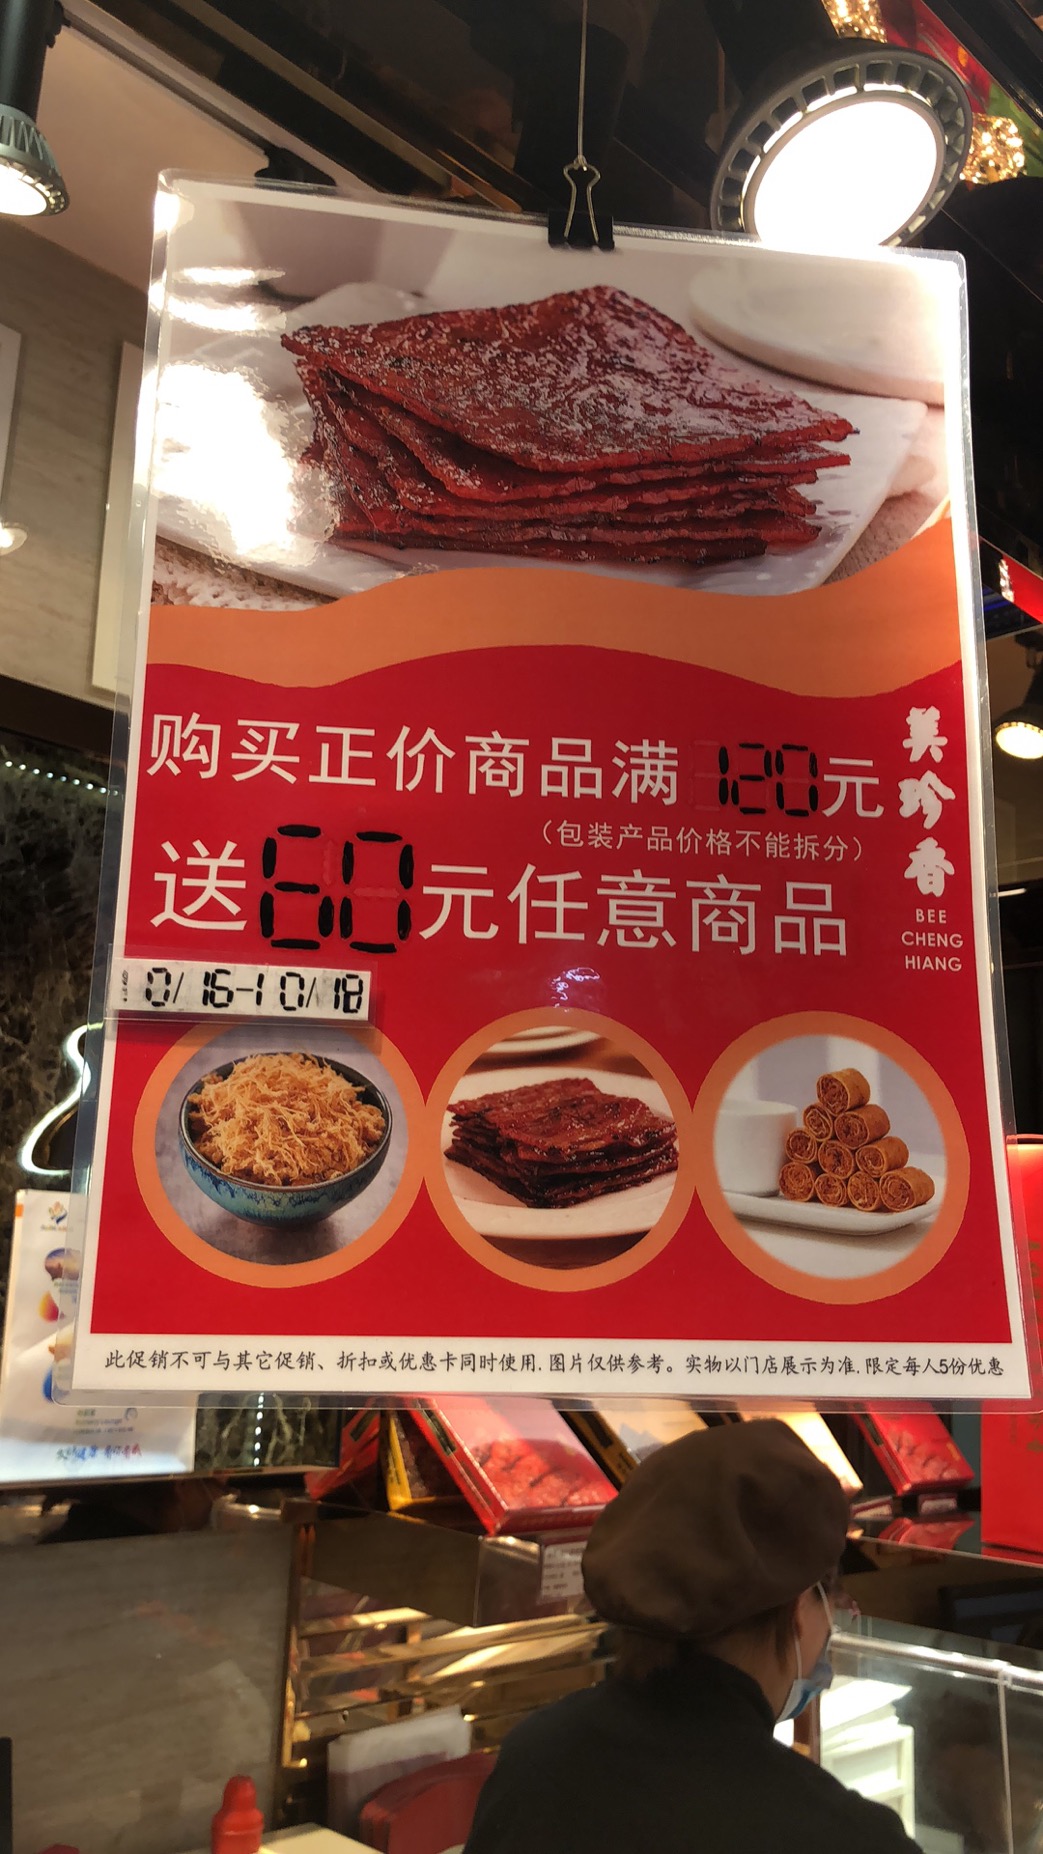 购买正价商品满120元
（包装产品价格不能拆分）
送60元任意商品
美珍香
BEE
CHENG
HIANG
10/16-10/18
此促销不可与其它促销、折扣或优惠卡同时使用.图片仅供参考。实物以门店展示为准.限定每人5份优惠